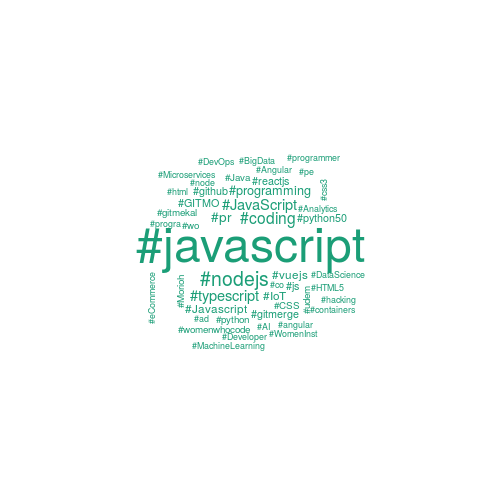 #DevOps #BigData #programmer
#Microservices #Angular #pe
#node #Java #reactjs #css3
#html #github #programming
#GITMO #JavaScript #Analytics
#gitmekal #pr #coding #python50
#progra #wo
#javascript
#nodejs #vuejs #DataScience
#eCommerce #Morioh #co #js #HTML5
#typescript #IoT #udem #hacking
#Javascript #CSS ##containers
#ad #python #gitmerge
#womenwhocode #AI #angular
#Developer #WomenInst
#MachineLearning